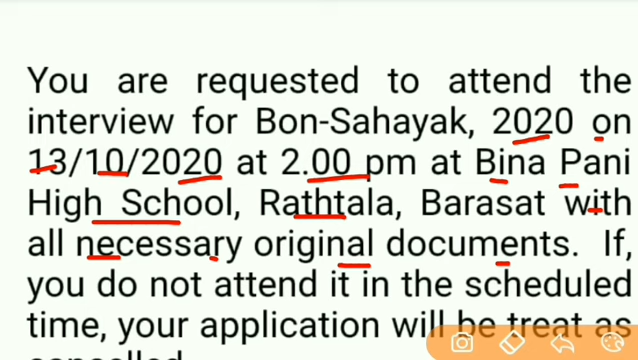 You are requested to attend the
interview for Bon-Sahayak, 2020 on
13/10/2020 at 2.00 pm at Bina Pani
High School, Rathtala, Barasat with
all necessary original documents. If,
you do not attend it in the scheduled
time, your application will be treat as
cancelled